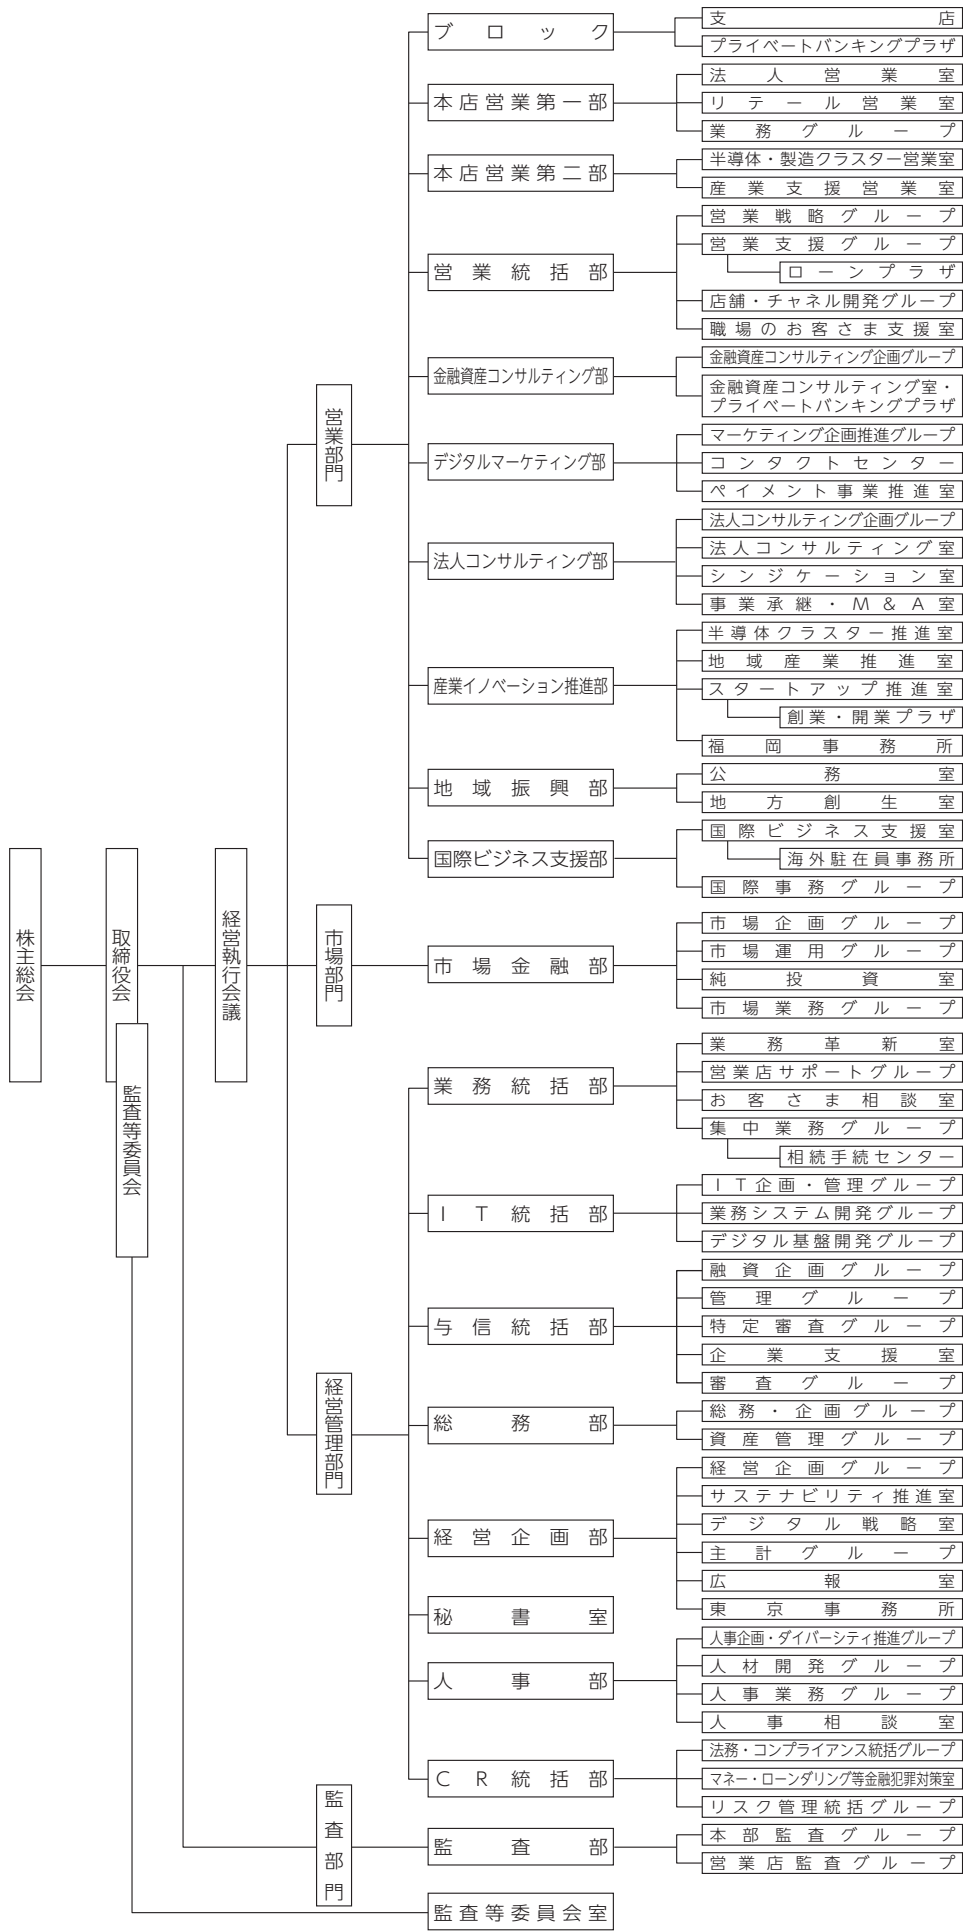 株主総会
取締役会
監査等委員会
経営執行会議
営業部門
ブロック
支店
プライベートバンキングプラザ
本店営業第一部
法人営業室
リテール営業室
業務グループ
本店営業第二部
半導体・製造クラスター営業室
産業支援営業室
営業統括部
営業戦略グループ
営業支援グループ
ローンプラザ
店舗・チャネル開発グループ
職場のお客さま支援室
金融資産コンサルティング部
金融資産コンサルティング企画グループ
金融資産コンサルティング室・
プライベートバンキングプラザ
デジタルマーケティング部
マーケティング企画推進グループ
コンタクトセンター
ペイメント事業推進室
法人コンサルティング部
法人コンサルティング企画グループ
法人コンサルティング室
シンジケーション室
事業承継・M&A室
産業イノベーション推進部
半導体クラスター推進室
地域産業推進室
スタートアップ推進室
創業・開業プラザ
福岡事務所
地域振興部
公務室
地方創生室
国際ビジネス支援部
国際ビジネス支援室
海外駐在員事務所
国際事務グループ
市場部門
市場金融部
市場企画グループ
市場運用グループ
純投資室
市場業務グループ
経営管理部門
業務統括部
業務革新室
営業店サポートグループ
お客さま相談室
集中業務グループ
相続手続センター
IT統括部
IT企画・管理グループ
業務システム開発グループ
デジタル基盤開発グループ
与信統括部
融資企画グループ
管理グループ
特定審査グループ
企業支援室
審査グループ
総務部
総務・企画グループ
資産管理グループ
経営企画部
経営企画グループ
サステナビリティ推進室
デジタル戦略室
主計グループ
広報室
東京事務所
秘書室
人事部
人事企画・ダイバーシティ推進グループ
人材開発グループ
人事業務グループ
人事相談室
CR統括部
法務・コンプライアンス統括グループ
マネー・ローンダリング等金融犯罪対策室
リスク管理統括グループ
監査部門
監査部
本部監査グループ
営業店監査グループ
監査等委員会室